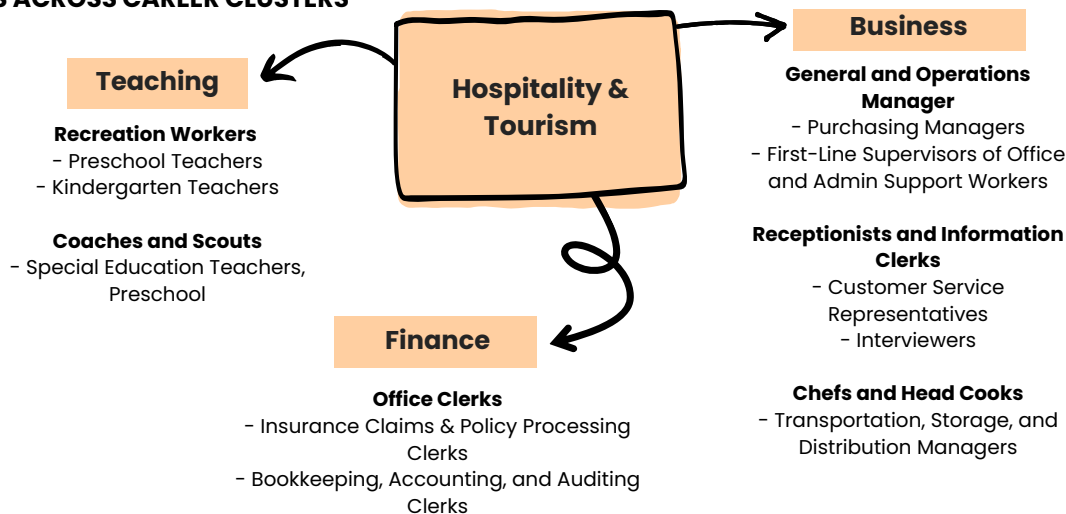 ACROSS CAREER CLUSTERS
Hospitality &
Tourism
Teaching
Recreation Workers
- Preschool Teachers
- Kindergarten Teachers
Coaches and Scouts
- Special Education Teachers,
Preschool
Finance
Office Clerks
- Insurance Claims & Policy Processing
Clerks
- Bookkeeping, Accounting, and Auditing
Clerks
Business
General and Operations
Manager
- Purchasing Managers
- First-Line Supervisors of Office
and Admin Support Workers
Receptionists and Information
Clerks
- Customer Service
Representatives
- Interviewers
Chefs and Head Cooks
- Transportation, Storage, and
Distribution Managers